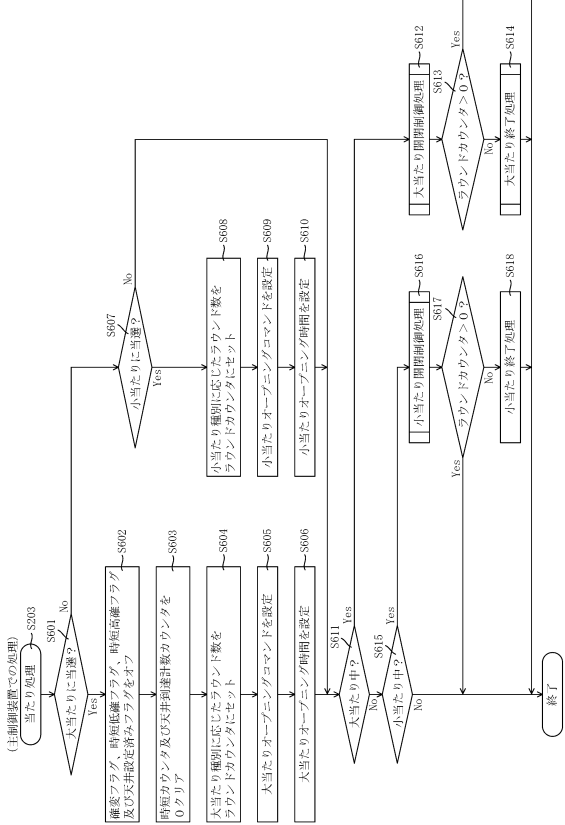 (主制御装置での処理)
当たり処理
S203
大当たりに当選?
S601
No
Yes
確変フラグ、時短低確フラグ、時短高確フラグ
及び天井設定済みフラグをオフ
S602
時短カウンタ及び天井到達計数カウンタを
0クリア
S603
大当たり種別に応じたラウンド数を
ラウンドカウンタにセット
S604
大当たりオープニングコマンドを設定
S605
大当たりオープニング時間を設定
S606
小当たりに当選?
S607
No
Yes
小当たり種別に応じたラウンド数を
ラウンドカウンタにセット
S608
小当たりオープニングコマンドを設定
S609
小当たりオープニング時間を設定
S610
大当たり中?
S611
Yes
No
大当たり開閉制御処理
S612
ラウンドカウンタ>0?
S613
Yes
No
大当たり終了処理
S614
小当たり中?
S615
Yes
No
小当たり開閉制御処理
S616
ラウンドカウンタ>0?
S617
Yes
No
小当たり終了処理
S618
終了